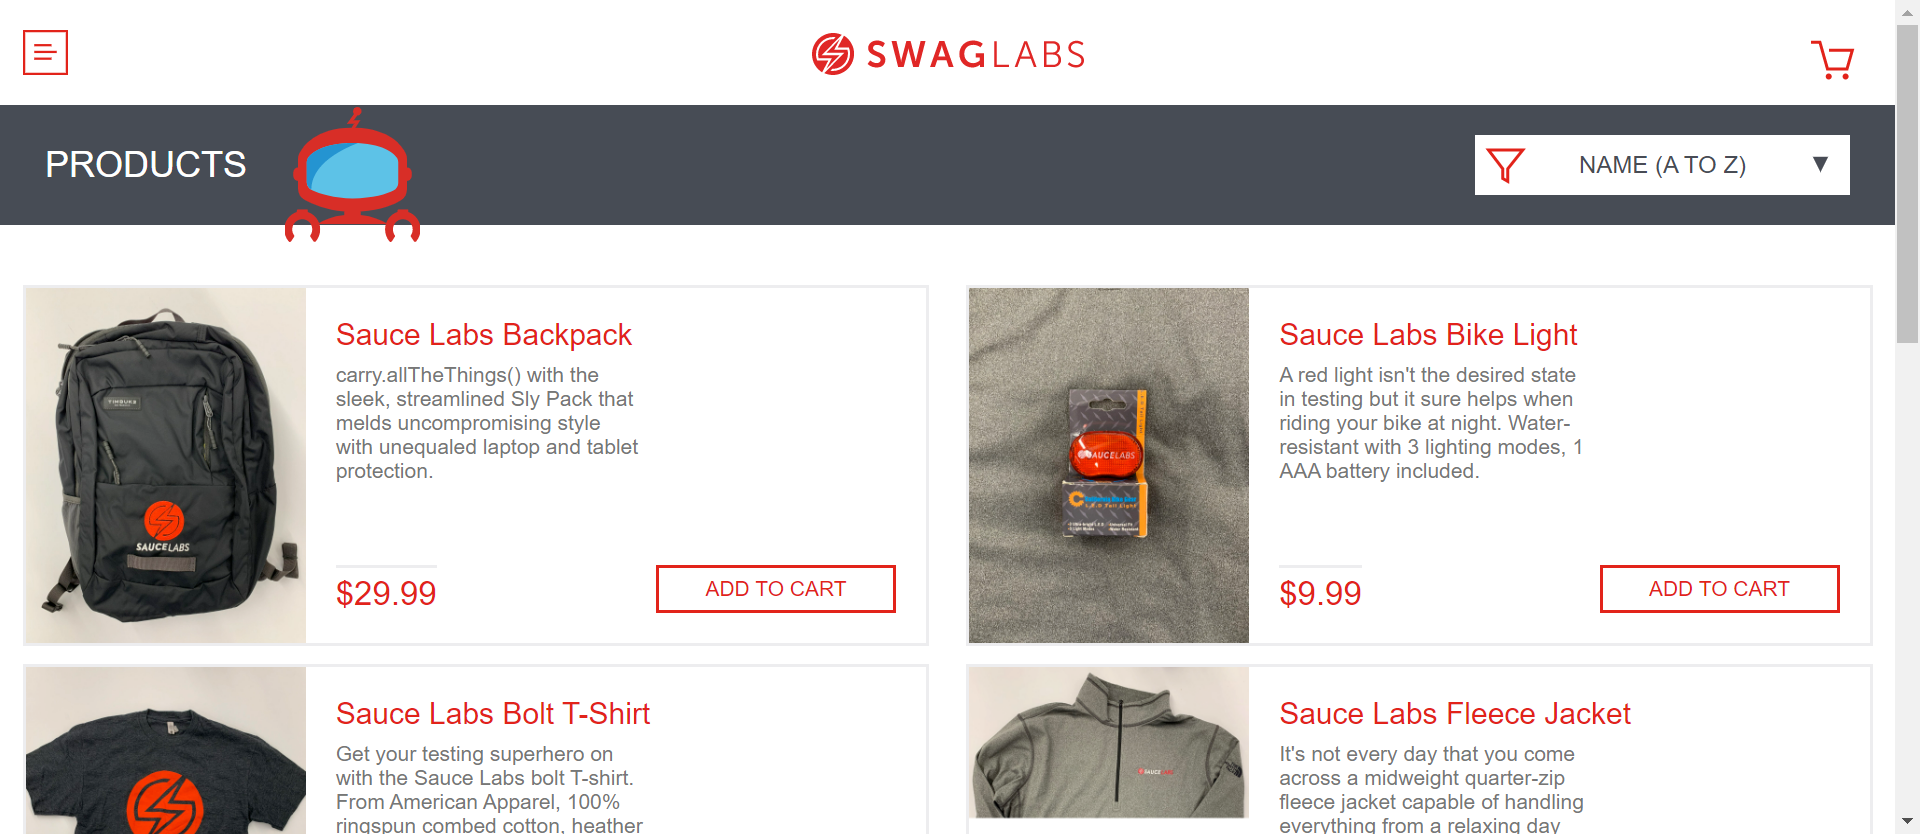 SWAGLABS
PRODUCTS
NAME (A TO Z)
Sauce Labs Backpack
carry.allTheThings() with the
sleek, streamlined Sly Pack that
melds uncompromising style
with unequaled laptop and tablet
protection.
$29.99
ADD TO CART
TIMBUK2
SAUCELABS
Sauce Labs Bike Light
A red light isn't the desired state
in testing but it sure helps when
riding your bike at night. Water-
resistant with 3 lighting modes, 1
AAA battery included.
$9.99
ADD TO CART
SAUCELABS
L.E.D Tail Light
Sauce Labs Bolt T-Shirt
Get your testing superhero on
with the Sauce Labs bolt T-shirt.
From American Apparel, 100%
ringspun combed cotton, heather
Sauce Labs Fleece Jacket
It's not every day that you come
across a midweight quarter-zip
fleece jacket capable of handling
everything from a relaxing day
SAUCELABS